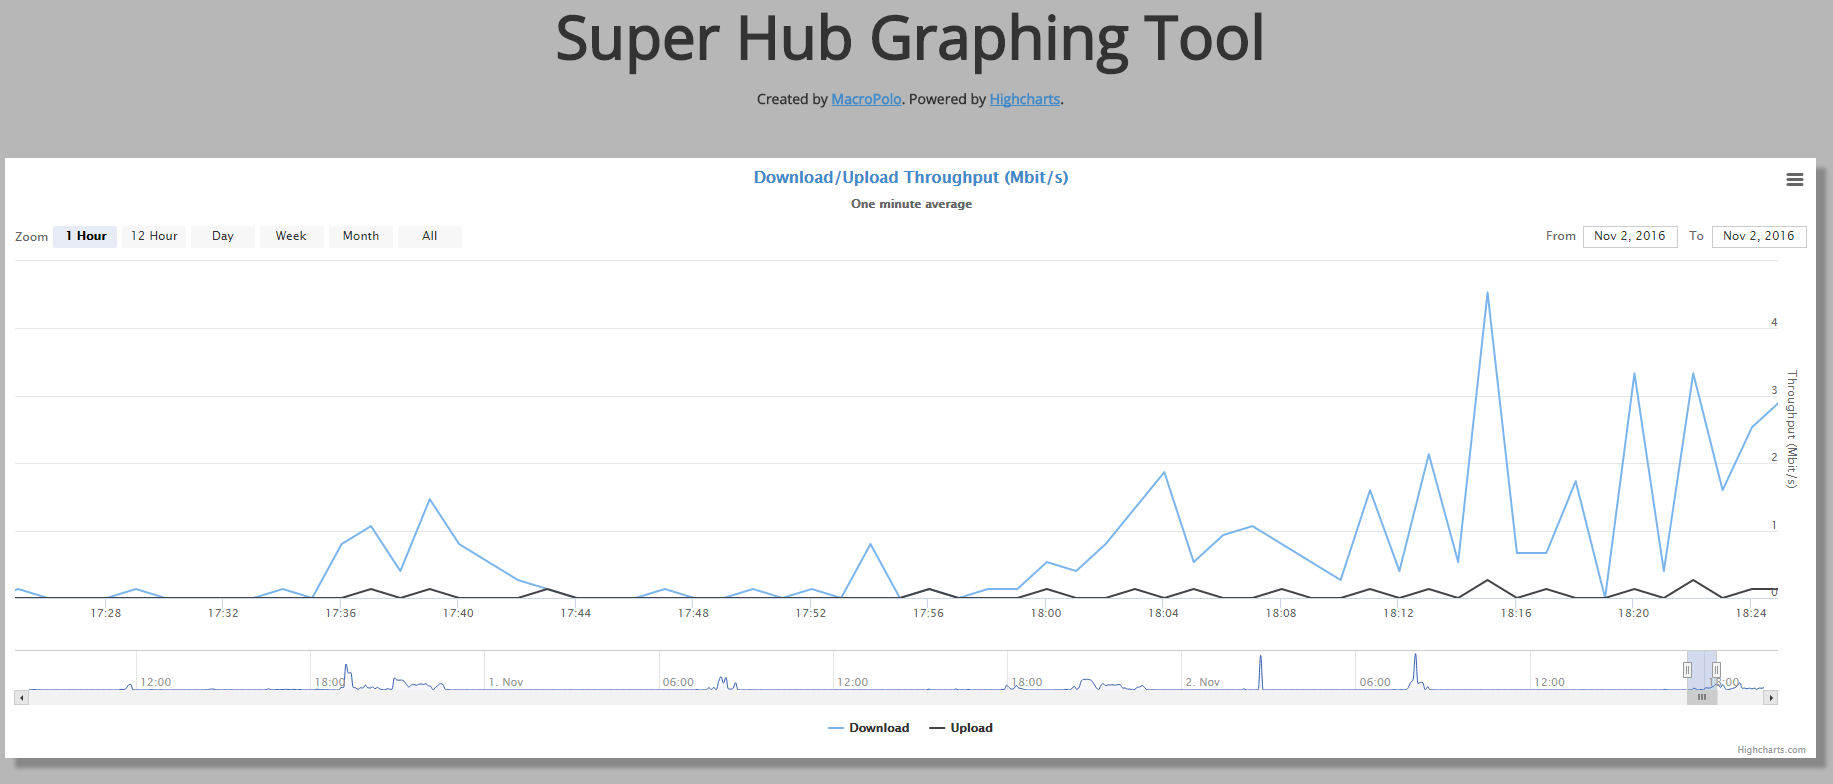 Super Hub Graphing Tool
Created by MacroPolo. Powered by Highcharts.
Download/Upload Throughput (Mbit/s)
One minute average
Zoom 1 Hour 12 Hour Day Week Month All From Nov 2, 2016 To Nov 2, 2016
4
3
2
1
0
Throughput (Mbit/s)
17:28 17:32 17:36 17:40 17:44 17:48 17:52 17:56 18:00 18:04 18:08 18:12 18:16 18:20 18:24
12:00 18:00 1. Nov 06:00 12:00 18:00 2. Nov 06:00 12:00 18:00
Download Upload
Highcharts.com